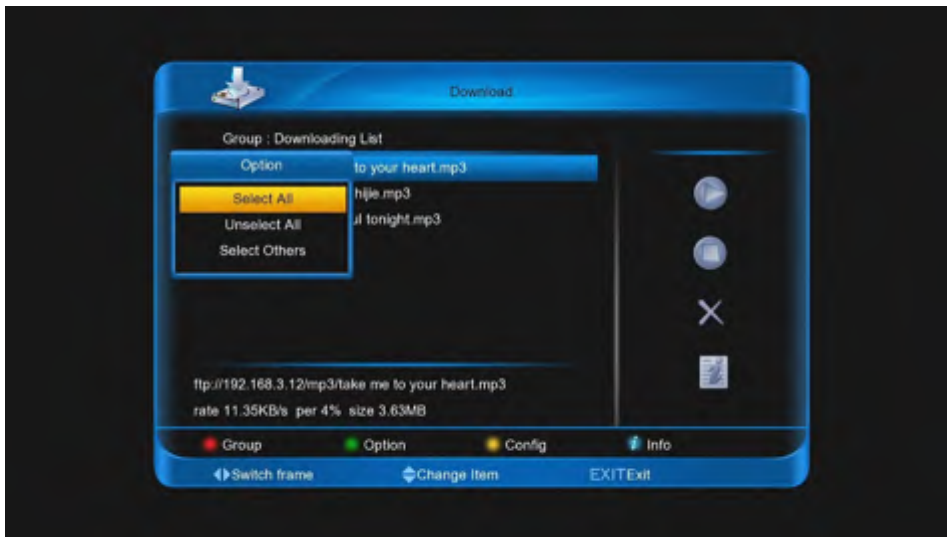 Download
Group : Downloading List
Option
to your heart.mp3
Select All
hijie.mp3
Unselect All
ul tonight.mp3
Select Others
ftp://192.168.3.12/mp3/take me to your heart.mp3
rate 11.35KB/s per 4% size 3.63MB
Group Option Config Info
Switch frame Change Item EXITExit